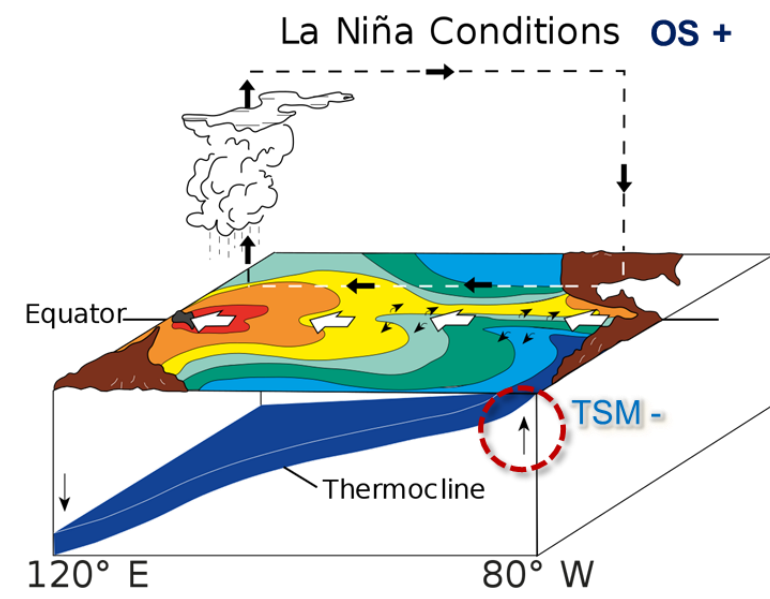 La Niña Conditions OS +
Equator
TSM -
Thermocline
120° E
80° W